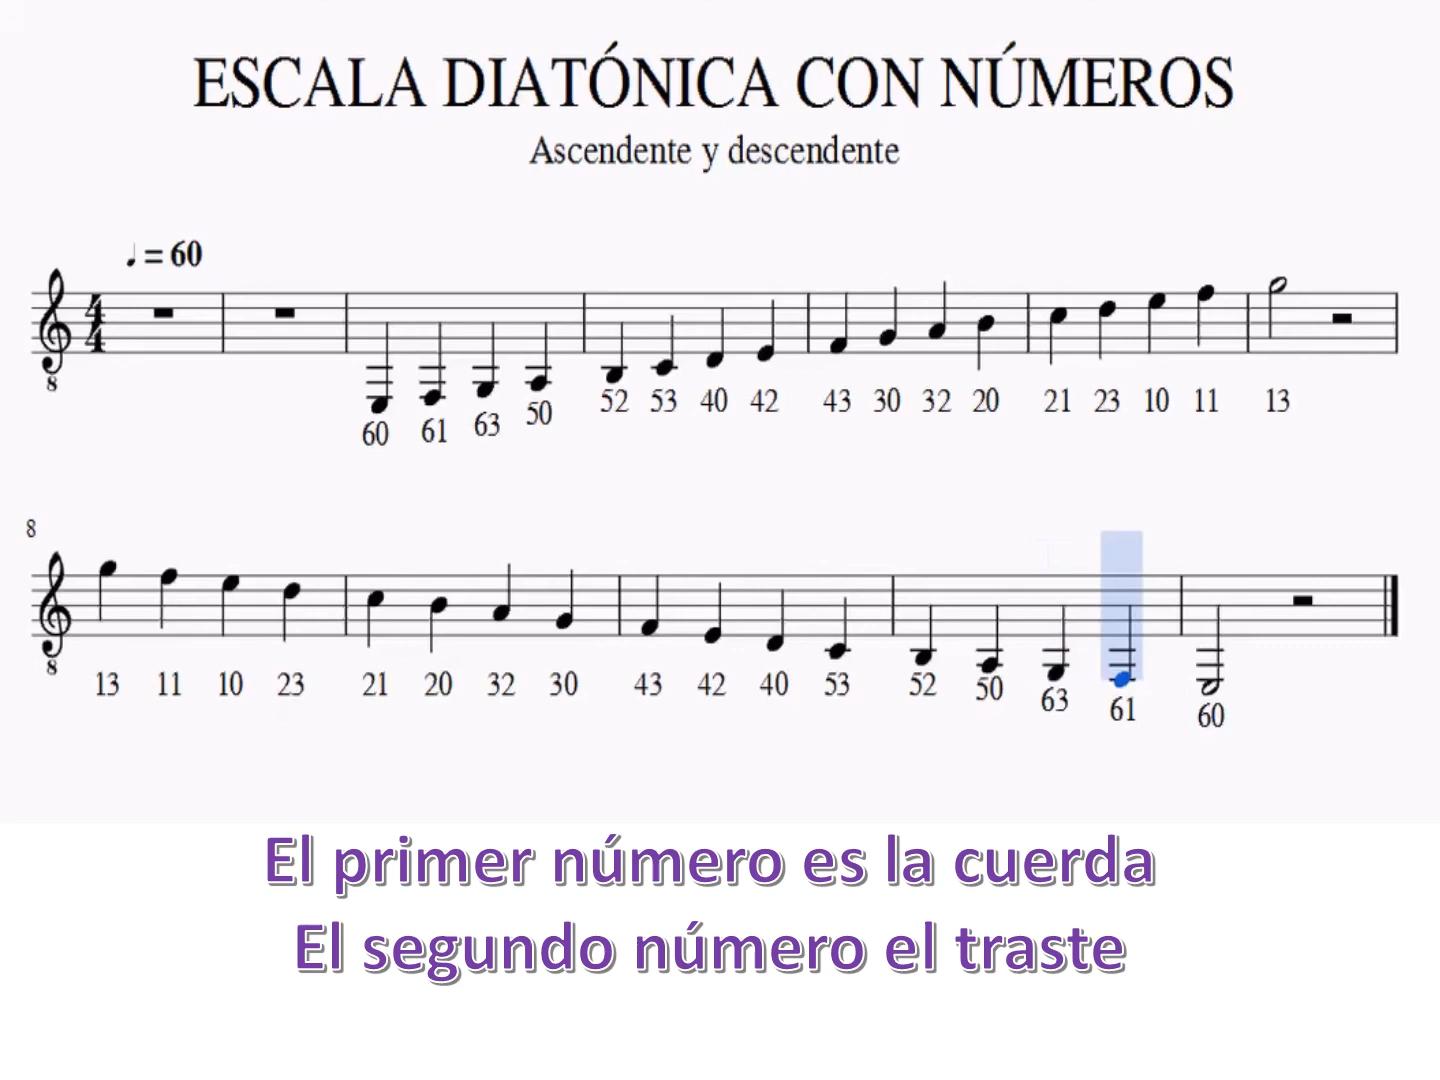 ESCALA DIATÓNICA CON NÚMEROS
Ascendente y descendente
♩ = 60
4
4
8
60 61 63 50 52 53 40 42 43 30 32 20 21 23 10 11 13
8
8
13 11 10 23 21 20 32 30 43 42 40 53 52 50 63 61 60
El primer número es la cuerda
El segundo número el traste